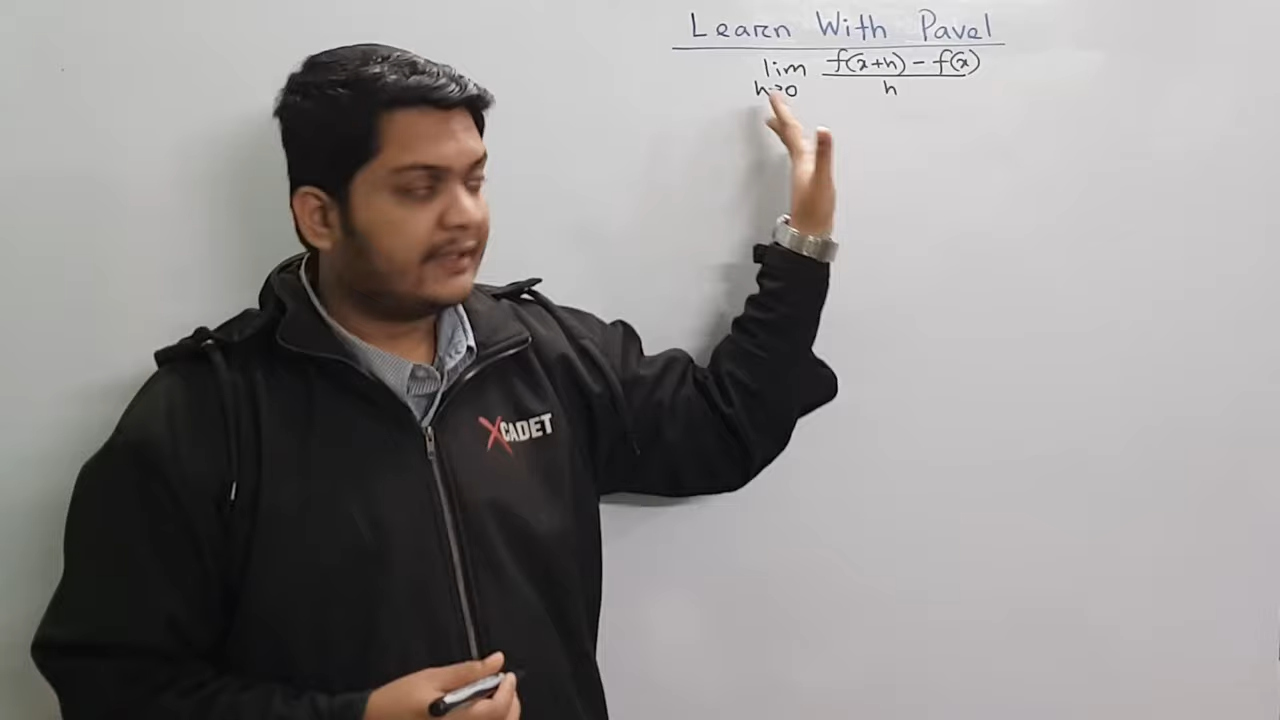 Learn With Pavel
lim f(x+h) - f(x)
h→0 h
XCADET